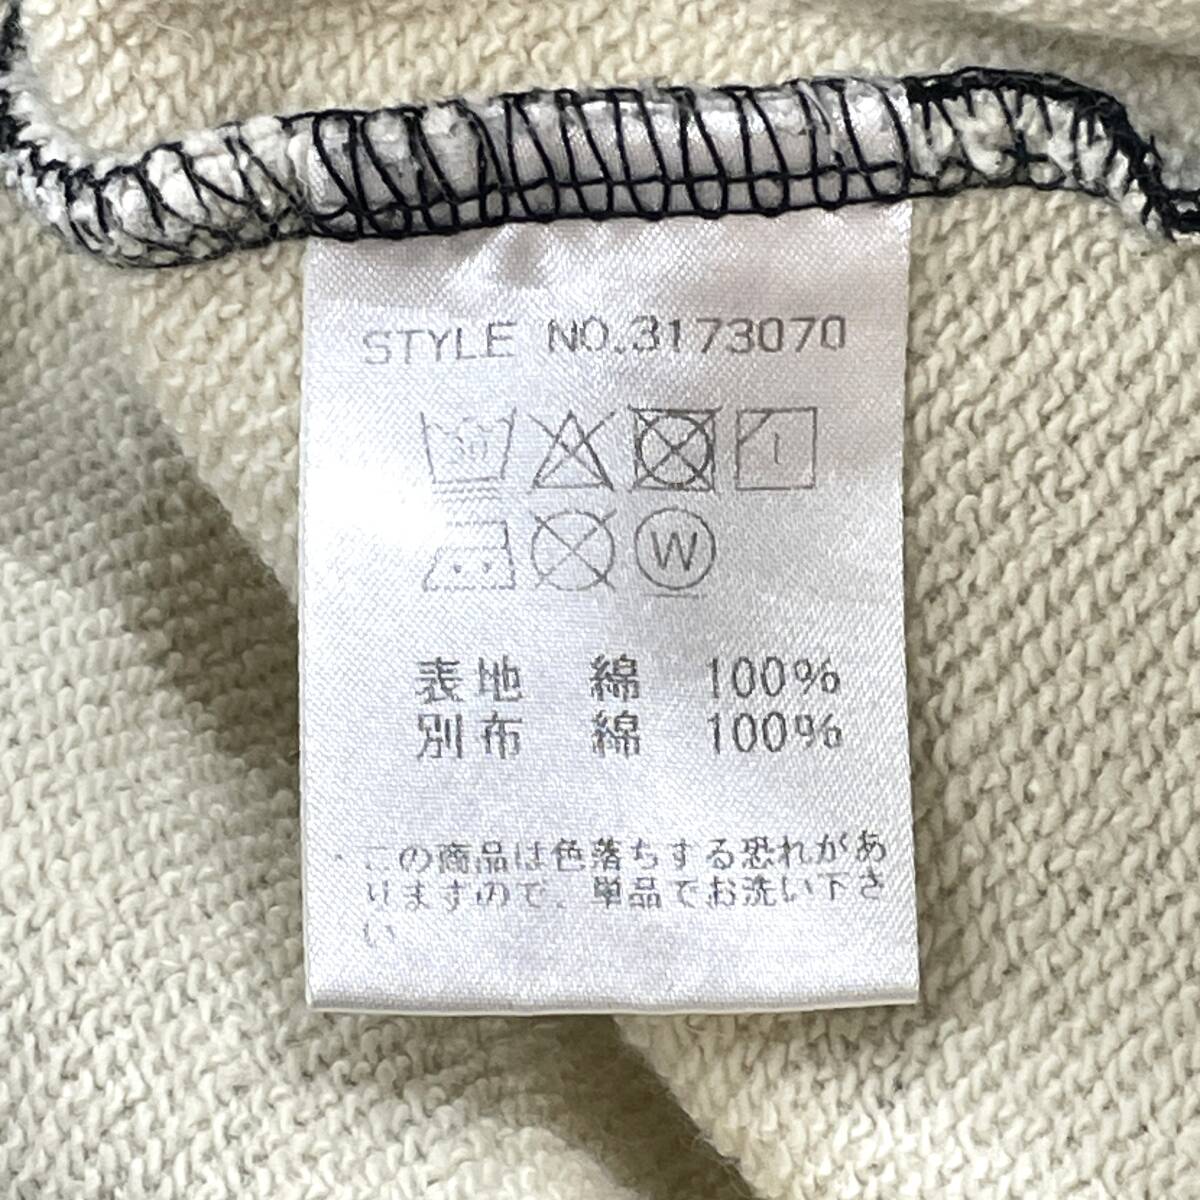 STYLE NO.3173070
30
W
表地 綿 100%
別布 綿 100%
この商品は色落ちする恐れがあ
りますので、単品でお洗い下さ
い